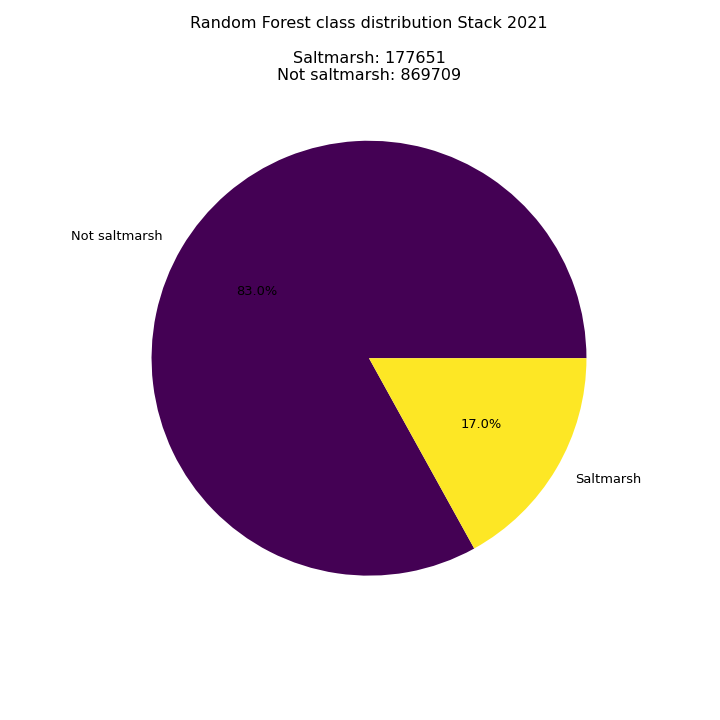 Random Forest class distribution Stack 2021
Saltmarsh: 177651
Not saltmarsh: 869709
Not saltmarsh
83.0%
17.0%
Saltmarsh